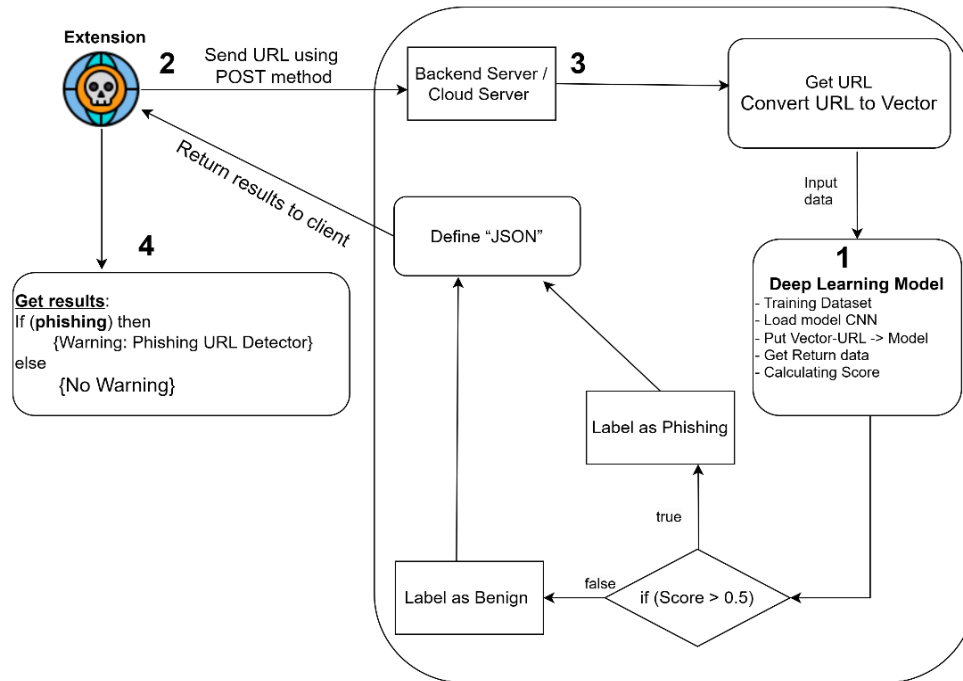 Extension
2
Send URL using
POST method
Backend Server /
Cloud Server
3
Get URL
Convert URL to Vector
Return results to client
Input
data
Define “JSON”
4
Get results:
If (phishing) then
{Warning: Phishing URL Detector}
else
{No Warning}
1
Deep Learning Model
- Training Dataset
- Load model CNN
- Put Vector-URL -> Model
- Get Return data
- Calculating Score
Label as Phishing
true
false
Label as Benign
if (Score > 0.5)